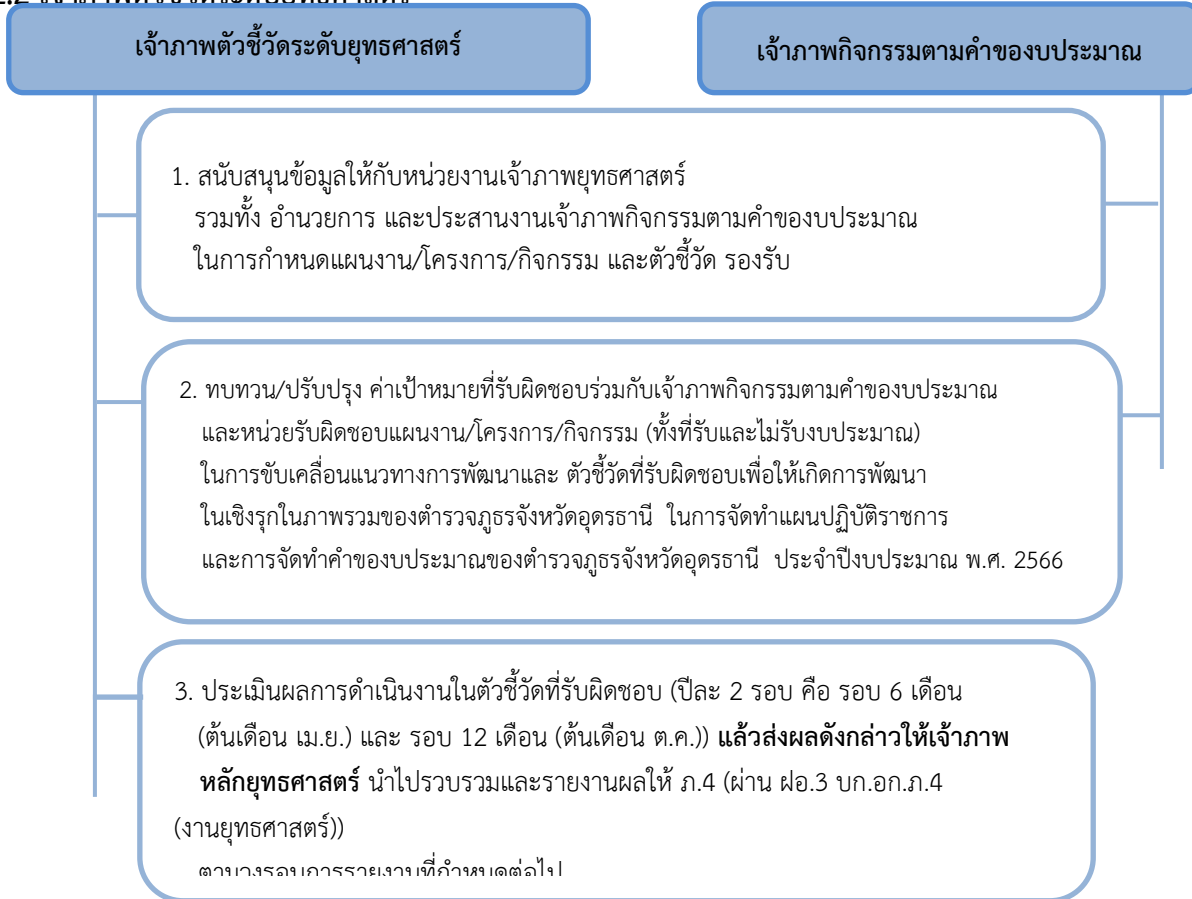 เจ้าภาพตัวชี้วัดระดับยุทธศาสตร์
เจ้าภาพกิจกรรมตามคำของบประมาณ
1. สนับสนุนข้อมูลให้กับหน่วยงานเจ้าภาพยุทธศาสตร์
รวมทั้ง อำนวยการ และประสานงานเจ้าภาพกิจกรรมตามคำของบประมาณ
ในการกำหนดแผนงาน/โครงการ/กิจกรรม และตัวชี้วัด รองรับ
2. ทบทวน/ปรับปรุง ค่าเป้าหมายที่รับผิดชอบร่วมกับเจ้าภาพกิจกรรมตามคำของบประมาณ
และหน่วยรับผิดชอบแผนงาน/โครงการ/กิจกรรม (ทั้งที่รับและไม่รับงบประมาณ)
ในการขับเคลื่อนแนวทางการพัฒนาและ ตัวชี้วัดที่รับผิดชอบเพื่อให้เกิดการพัฒนา
ในเชิงรุกในภาพรวมของตำรวจภูธรจังหวัดอุดรธานี ในการจัดทำแผนปฏิบัติราชการ
และการจัดทำคำของบประมาณของตำรวจภูธรจังหวัดอุดรธานี ประจำปีงบประมาณ พ.ศ. 2566
3. ประเมินผลการดำเนินงานในตัวชี้วัดที่รับผิดชอบ (ปีละ 2 รอบ คือ รอบ 6 เดือน
(ต้นเดือน เม.ย.) และ รอบ 12 เดือน (ต้นเดือน ต.ค.)) แล้วส่งผลดังกล่าวให้เจ้าภาพ
หลักยุทธศาสตร์ นำไปรวบรวมและรายงานผลให้ ภ.4 (ผ่าน ฝอ.3 บก.อก.ภ.4
(งานยุทธศาสตร์))
ตามวงรอบการรายงานที่กำหนดต่อไป